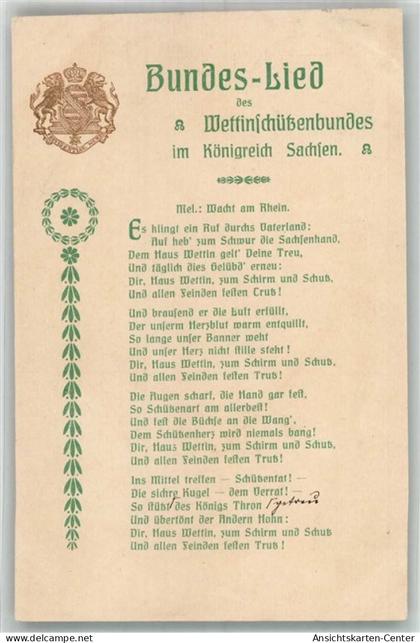 Bundes-Lied
des
Wettinschützenbundes
im Königreich Sachsen.
Mel.: Wacht am Rhein.
Es klingt ein Ruf durchs Vaterland:
Auf heb' zum Schwur die Sachsenhand,
Dem Haus Wettin gelt' Deine Treu,
Und täglich dies Gelübd' erneu:
Dir, Haus Wettin, zum Schirm und Schutz,
Und allen Feinden festen Trutz!
Und brausend er die Luft erfüllt,
Der unserm Herzblut warm entquillt,
So lange unser Banner weht
Und unser Herz nicht stille steht!
Dir, Haus Wettin, zum Schirm und Schutz,
Und allen Feinden festen Trutz!
Die Augen scharf, die Hand gar fest,
So Schützenart am allerbest!
Und fest die Büchse an die Wang',
Dem Schützenherz wird niemals bang!
Dir, Haus Wettin, zum Schirm und Schutz,
Und allen Feinden festen Trutz!
Ins Mittel treffen — Schützentat! —
Die sichre Kugel — dem Verrat! —
So stützt des Königs Thron getreu
Und übertönt der Andern Hohn:
Dir, Haus Wettin, zum Schirm und Schutz
Und allen Feinden festen Trutz!
https://www.delcampe.net
Ansichtskarten-Center